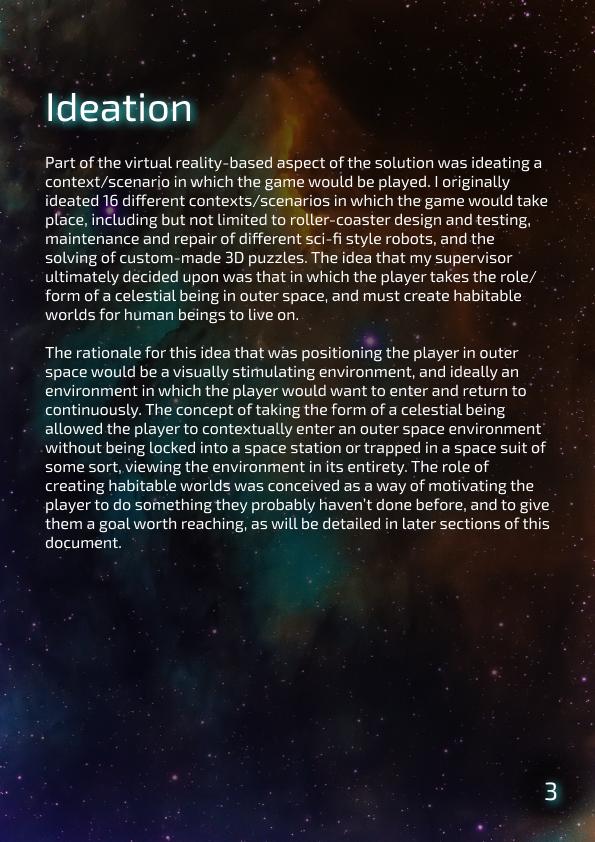 Ideation
Part of the virtual reality-based aspect of the solution was ideating a
context/scenario in which the game would be played. I originally
ideated 16 different contexts/scenarios in which the game would take
place, including but not limited to roller-coaster design and testing,
maintenance and repair of different sci-fi style robots, and the
solving of custom-made 3D puzzles. The idea that my supervisor
ultimately decided upon was that in which the player takes the role/
form of a celestial being in outer space, and must create habitable
worlds for human beings to live on.
The rationale for this idea that was positioning the player in outer
space would be a visually stimulating environment, and ideally an
environment in which the player would want to enter and return to
continuously. The concept of taking the form of a celestial being
allowed the player to contextually enter an outer space environment
without being locked into a space station or trapped in a space suit of
some sort, viewing the environment in its entirety. The role of
creating habitable worlds was conceived as a way of motivating the
player to do something they probably haven't done before, and to give
them a goal worth reaching, as will be detailed in later sections of this
document.
3